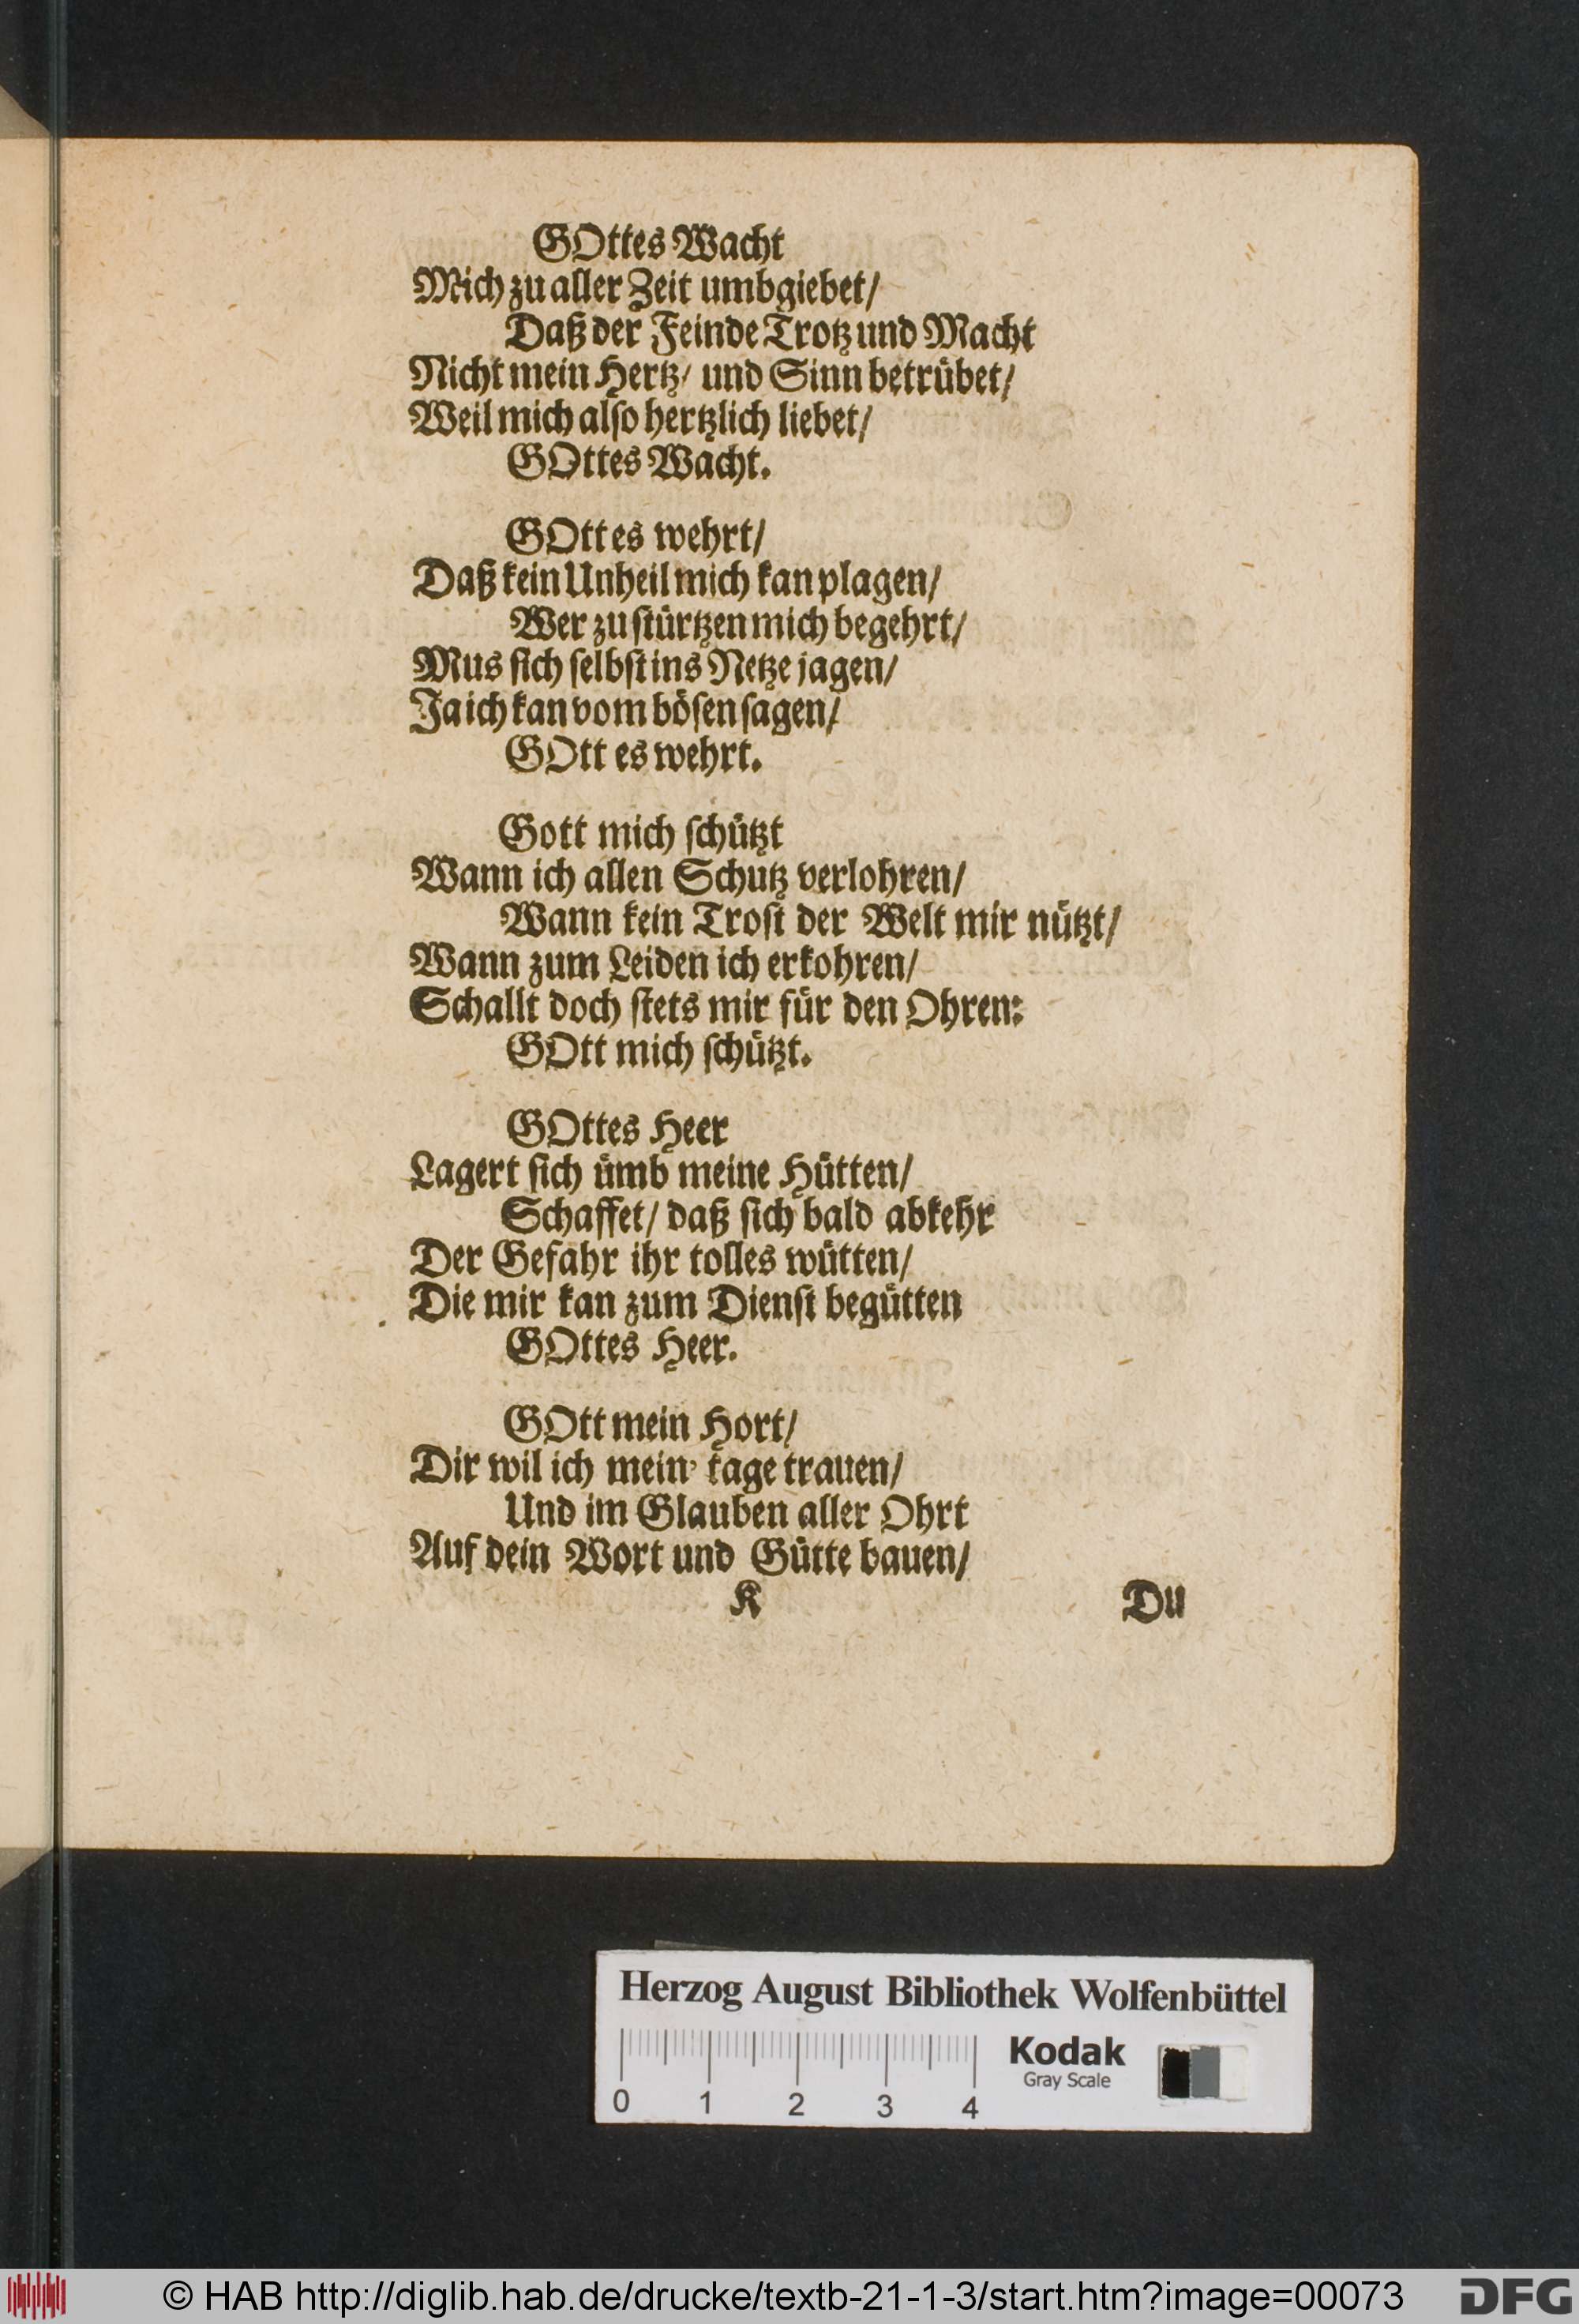 GOttes Wacht
Mich zu aller Zeit umbgiebet/
Daß der Feinde Trotz und Macht
Nicht mein Hertz/ und Sinn betrübet/
Weil mich also hertzlich liebet/
GOttes Wacht.
GOtt es wehrt/
Daß kein Unheil mich kan plagen/
Wer zu stürtzen mich begehrt/
Mus sich selbst ins Netze jagen/
Ja ich kan vom bösen sagen/
GOtt es wehrt.
Gott mich schützt
Wann ich allen Schutz verlohren/
Wann kein Trost der Welt mir nützt/
Wann zum Leiden ich erkohren/
Schallt doch stets mir für den Ohren:
GOtt mich schützt.
GOttes Heer
Lagert sich ümb meine Hütten/
Schaffet/ daß sich bald abkehr
Der Gefahr ihr tolles wütten/
Die mir kan zum Dienst begütten
GOttes Heer.
GOtt mein Hort/
Dir wil ich mein' tage trauen/
Und im Glauben aller Ohrt
Auf dein Wort und Gütte bauen/
K Du
Herzog August Bibliothek Wolfenbüttel
Kodak
Gray Scale
0 1 2 3 4
© HAB http://diglib.hab.de/drucke/textb-21-1-3/start.htm?image=00073
DFG